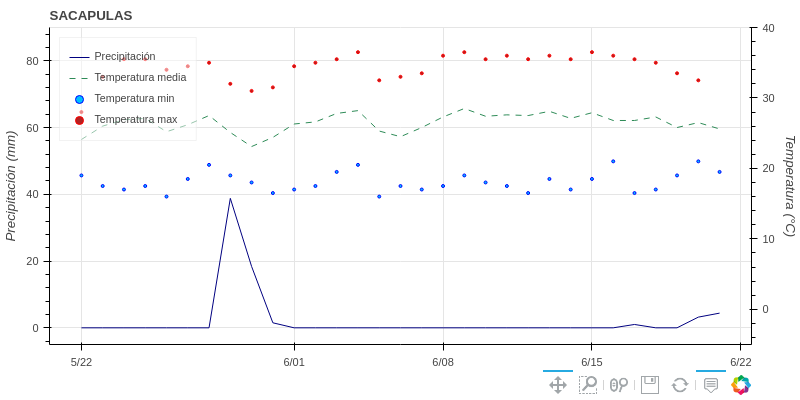 SACAPULAS
Precipitación
Temperatura media
Temperatura min
Temperatura max
Precipitación (mm)
80
60
40
20
0
Temperatura (°C)
40
30
20
10
0
5/22 6/01 6/08 6/15 6/22